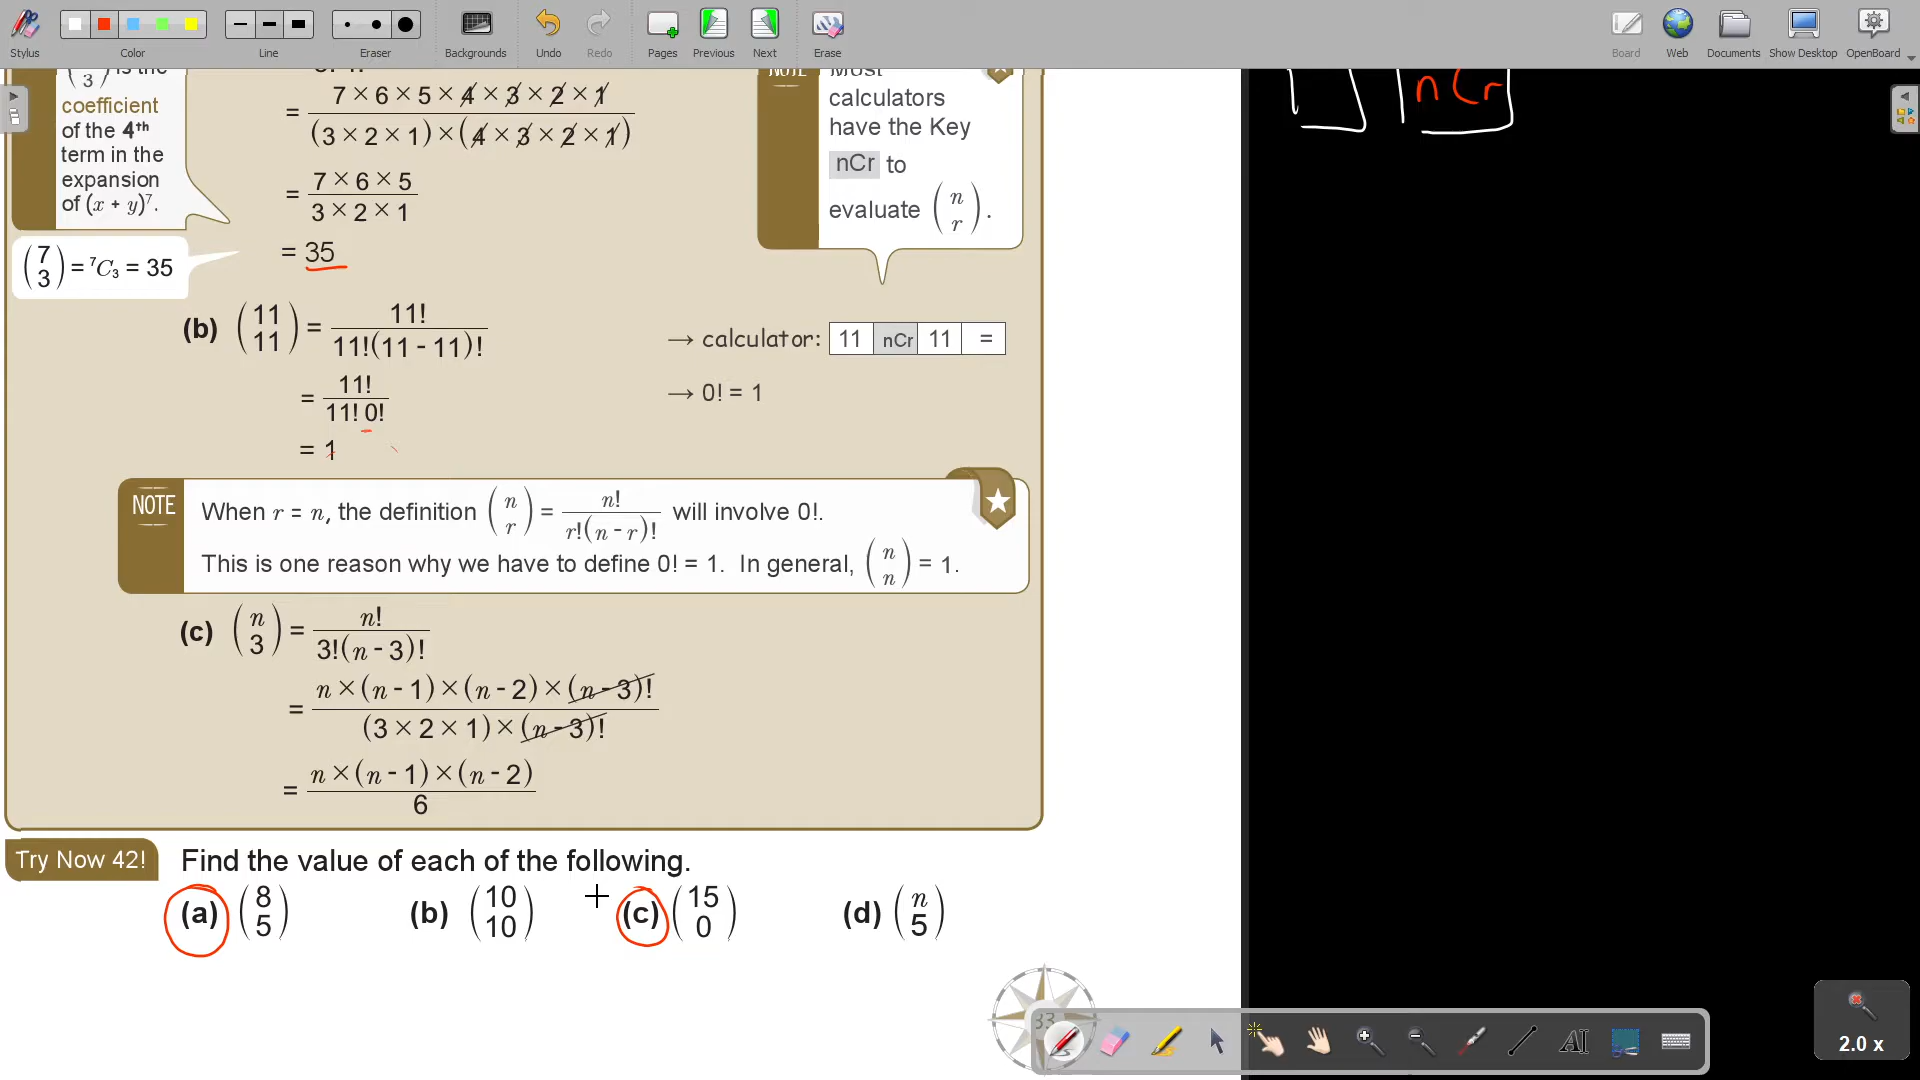 Stylus Color Line Eraser Backgrounds Undo Redo Pages Previous Next Erase Board Web Documents Show Desktop OpenBoard
( 3 ) is the
coefficient
of the 4th
term in the
expansion
of (x + y)⁷.
(7 3) = ⁷C₃ = 35
= 7 × 6 × 5 × 4 × 3 × 2 × 1 / (3 × 2 × 1) × (4 × 3 × 2 × 1)
= 7 × 6 × 5 / 3 × 2 × 1
= 35
NOTE Most
calculators
have the Key
nCr to
evaluate (n r).
nCr
(b) (11 11) = 11! / 11!(11 - 11)! → calculator: 11 nCr 11 =
= 11! / 11! 0! → 0! = 1
= 1
NOTE When r = n, the definition (n r) = n! / r!(n - r)! will involve 0!.
This is one reason why we have to define 0! = 1. In general, (n n) = 1.
(c) (n 3) = n! / 3!(n - 3)!
= n × (n - 1) × (n - 2) × (n - 3)! / (3 × 2 × 1) × (n - 3)!
= n × (n - 1) × (n - 2) / 6
Try Now 42! Find the value of each of the following.
(a) (8 5) (b) (10 10) (c) (15 0) (d) (n 5)
33
2.0 x